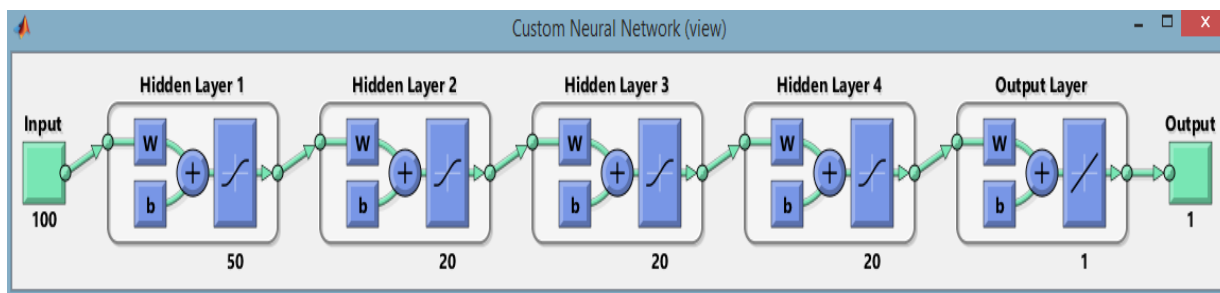 Custom Neural Network (view)
Hidden Layer 1 Hidden Layer 2 Hidden Layer 3 Hidden Layer 4 Output Layer
Input Output
W W W W W
b b b b b
100 1
50 20 20 20 1